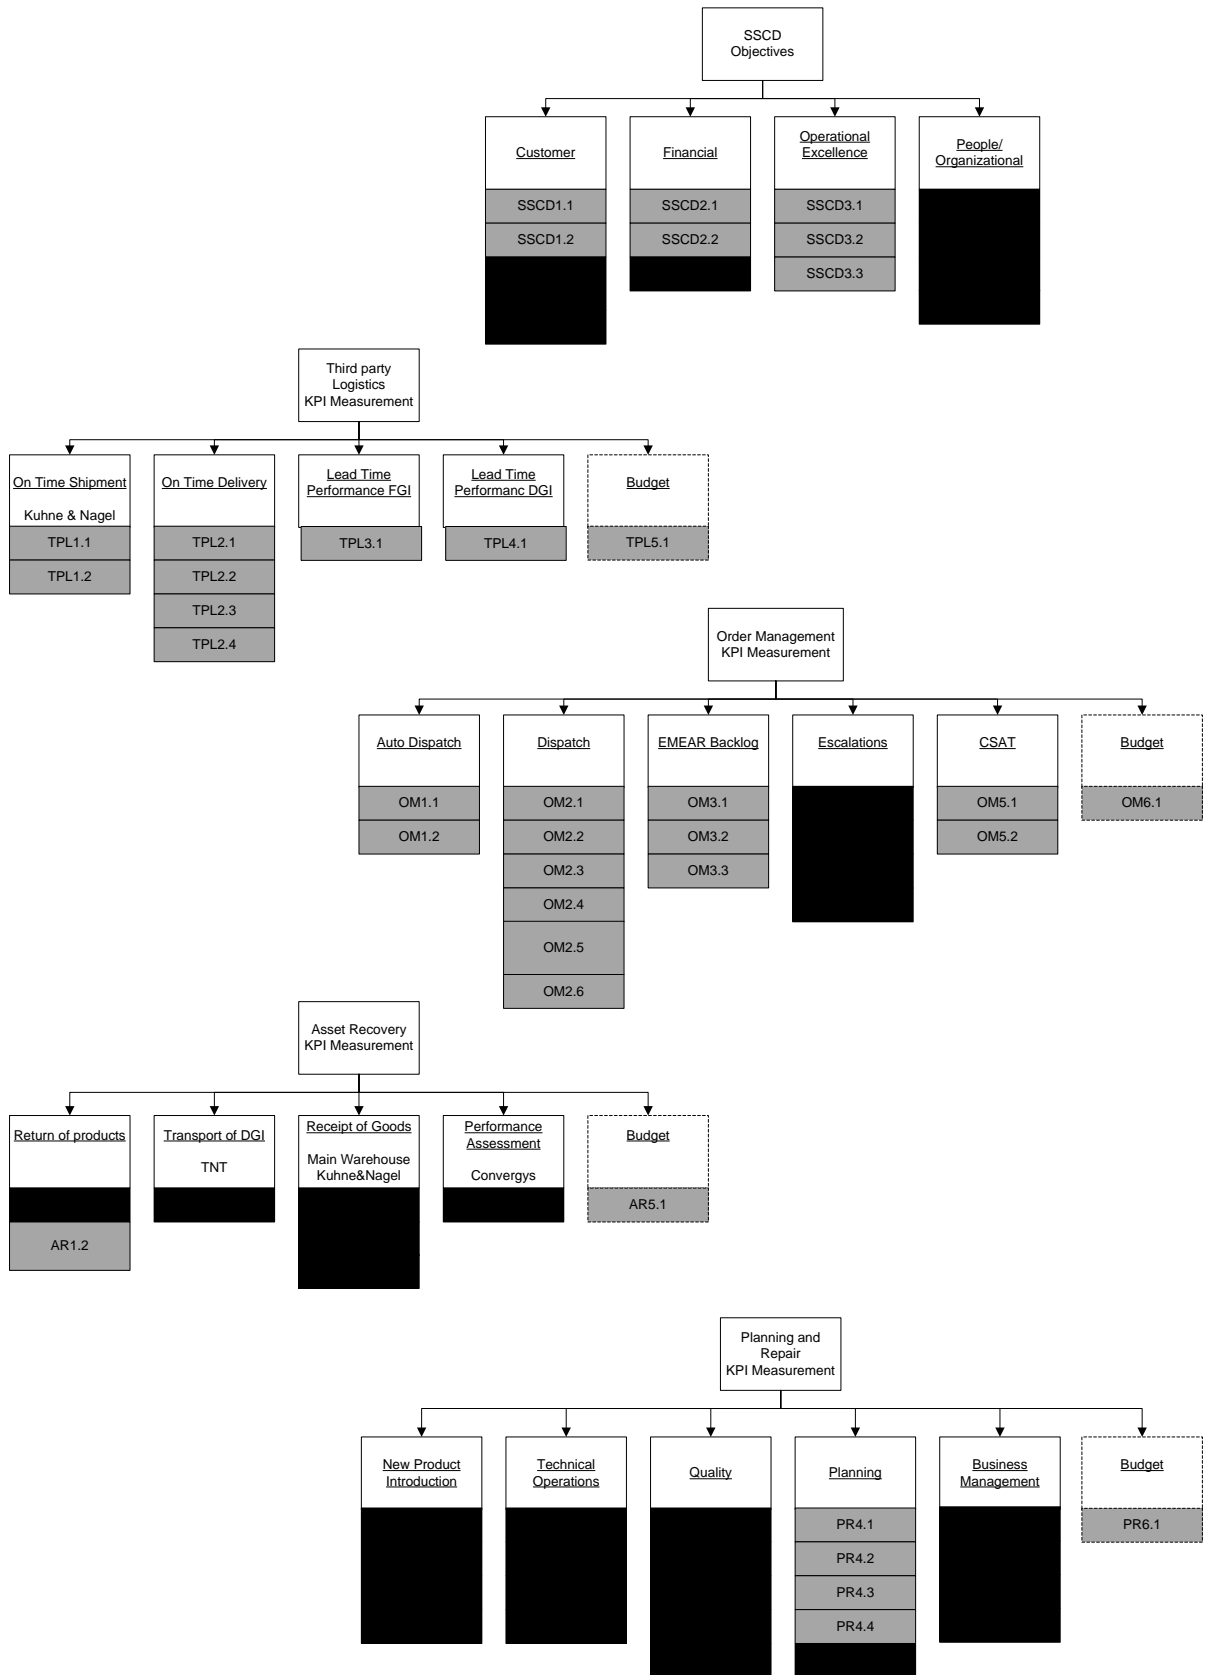 SSCD
Objectives
Customer
Financial
Operational
Excellence
People/
Organizational
SSCD1.1
SSCD2.1
SSCD3.1
SSCD1.2
SSCD2.2
SSCD3.2
SSCD3.3
Third party
Logistics
KPI Measurement
On Time Shipment
Kuhne & Nagel
On Time Delivery
Lead Time
Performance FGI
Lead Time
Performanc DGI
Budget
TPL1.1
TPL2.1
TPL3.1
TPL4.1
TPL5.1
TPL1.2
TPL2.2
TPL2.3
TPL2.4
Order Management
KPI Measurement
Auto Dispatch
Dispatch
EMEAR Backlog
Escalations
CSAT
Budget
OM1.1
OM2.1
OM3.1
OM5.1
OM6.1
OM1.2
OM2.2
OM3.2
OM5.2
OM2.3
OM3.3
OM2.4
OM2.5
OM2.6
Asset Recovery
KPI Measurement
Return of products
Transport of DGI
TNT
Receipt of Goods
Main Warehouse
Kuhne&Nagel
Performance
Assessment
Convergys
Budget
AR5.1
AR1.2
Planning and
Repair
KPI Measurement
New Product
Introduction
Technical
Operations
Quality
Planning
Business
Management
Budget
PR4.1
PR6.1
PR4.2
PR4.3
PR4.4